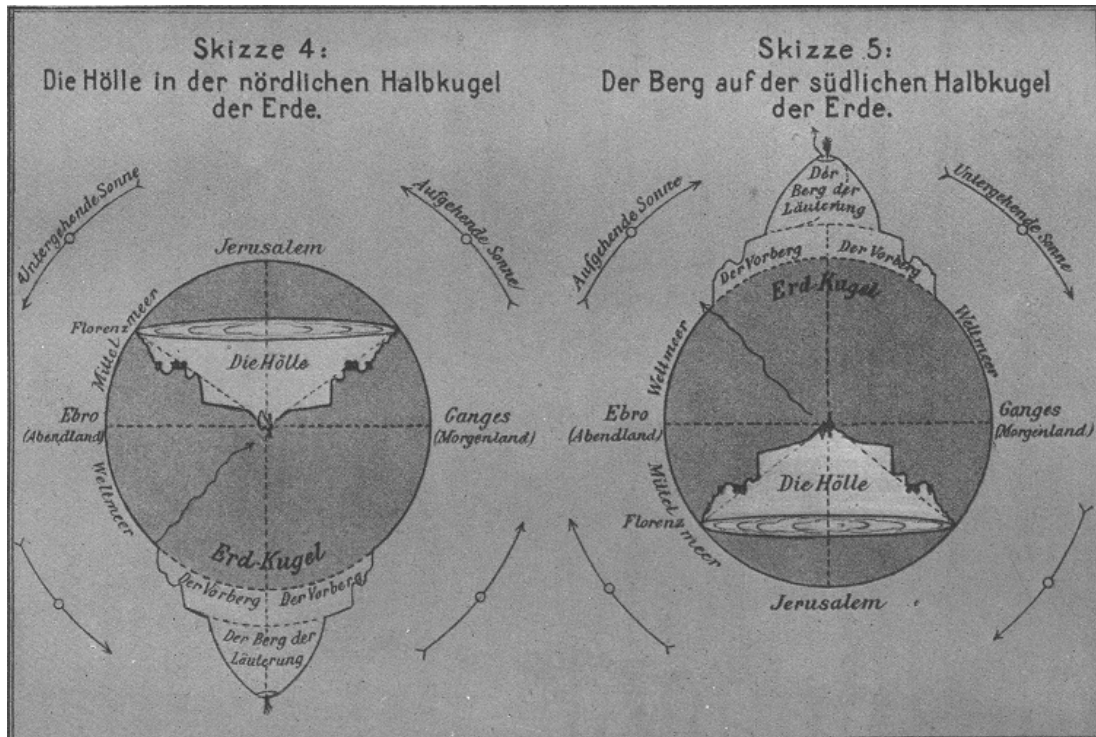 Skizze 4:
Die Hölle in der nördlichen Halbkugel
der Erde.
Untergehende Sonne
Aufgehende Sonne
Jerusalem
Florenz
Mittelmeer
Die Hölle
Ebro
(Abendland)
Ganges
(Morgenland)
Weltmeer
Erd-Kugel
Der Vorberg
Der Vorberg
Der Berg der
Läuterung
Skizze 5:
Der Berg auf der südlichen Halbkugel
der Erde.
Aufgehende Sonne
Untergehende Sonne
Der
Berg der
Läuterung
Der Vorberg
Der Vorberg
Erd-Kugel
Weltmeer
Weltmeer
Ebro
(Abendland)
Ganges
(Morgenland)
Die Hölle
Mittelmeer
Florenz
Jerusalem